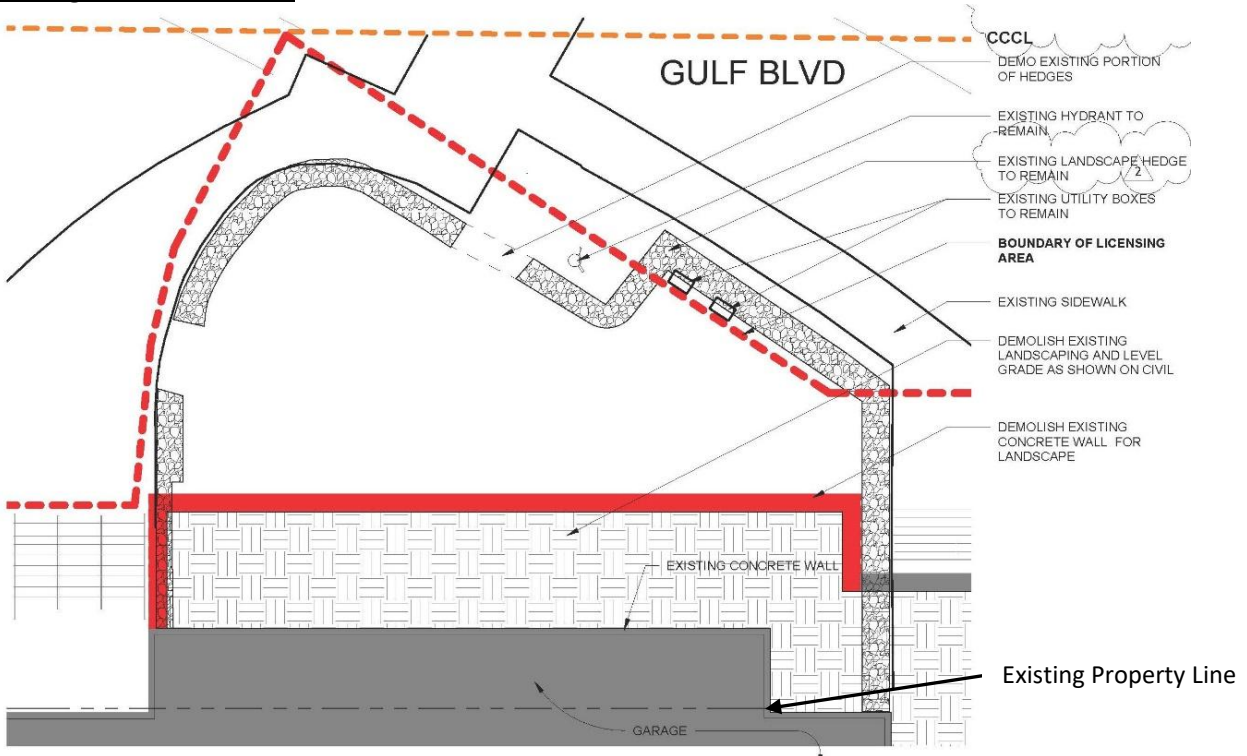 CCCL
GULF BLVD
DEMO EXISTING PORTION
OF HEDGES
EXISTING HYDRANT TO
REMAIN
EXISTING LANDSCAPE HEDGE
TO REMAIN
2
EXISTING UTILITY BOXES
TO REMAIN
BOUNDARY OF LICENSING
AREA
EXISTING SIDEWALK
DEMOLISH EXISTING
LANDSCAPING AND LEVEL
GRADE AS SHOWN ON CIVIL
DEMOLISH EXISTING
CONCRETE WALL FOR
LANDSCAPE
EXISTING CONCRETE WALL
Existing Property Line
GARAGE